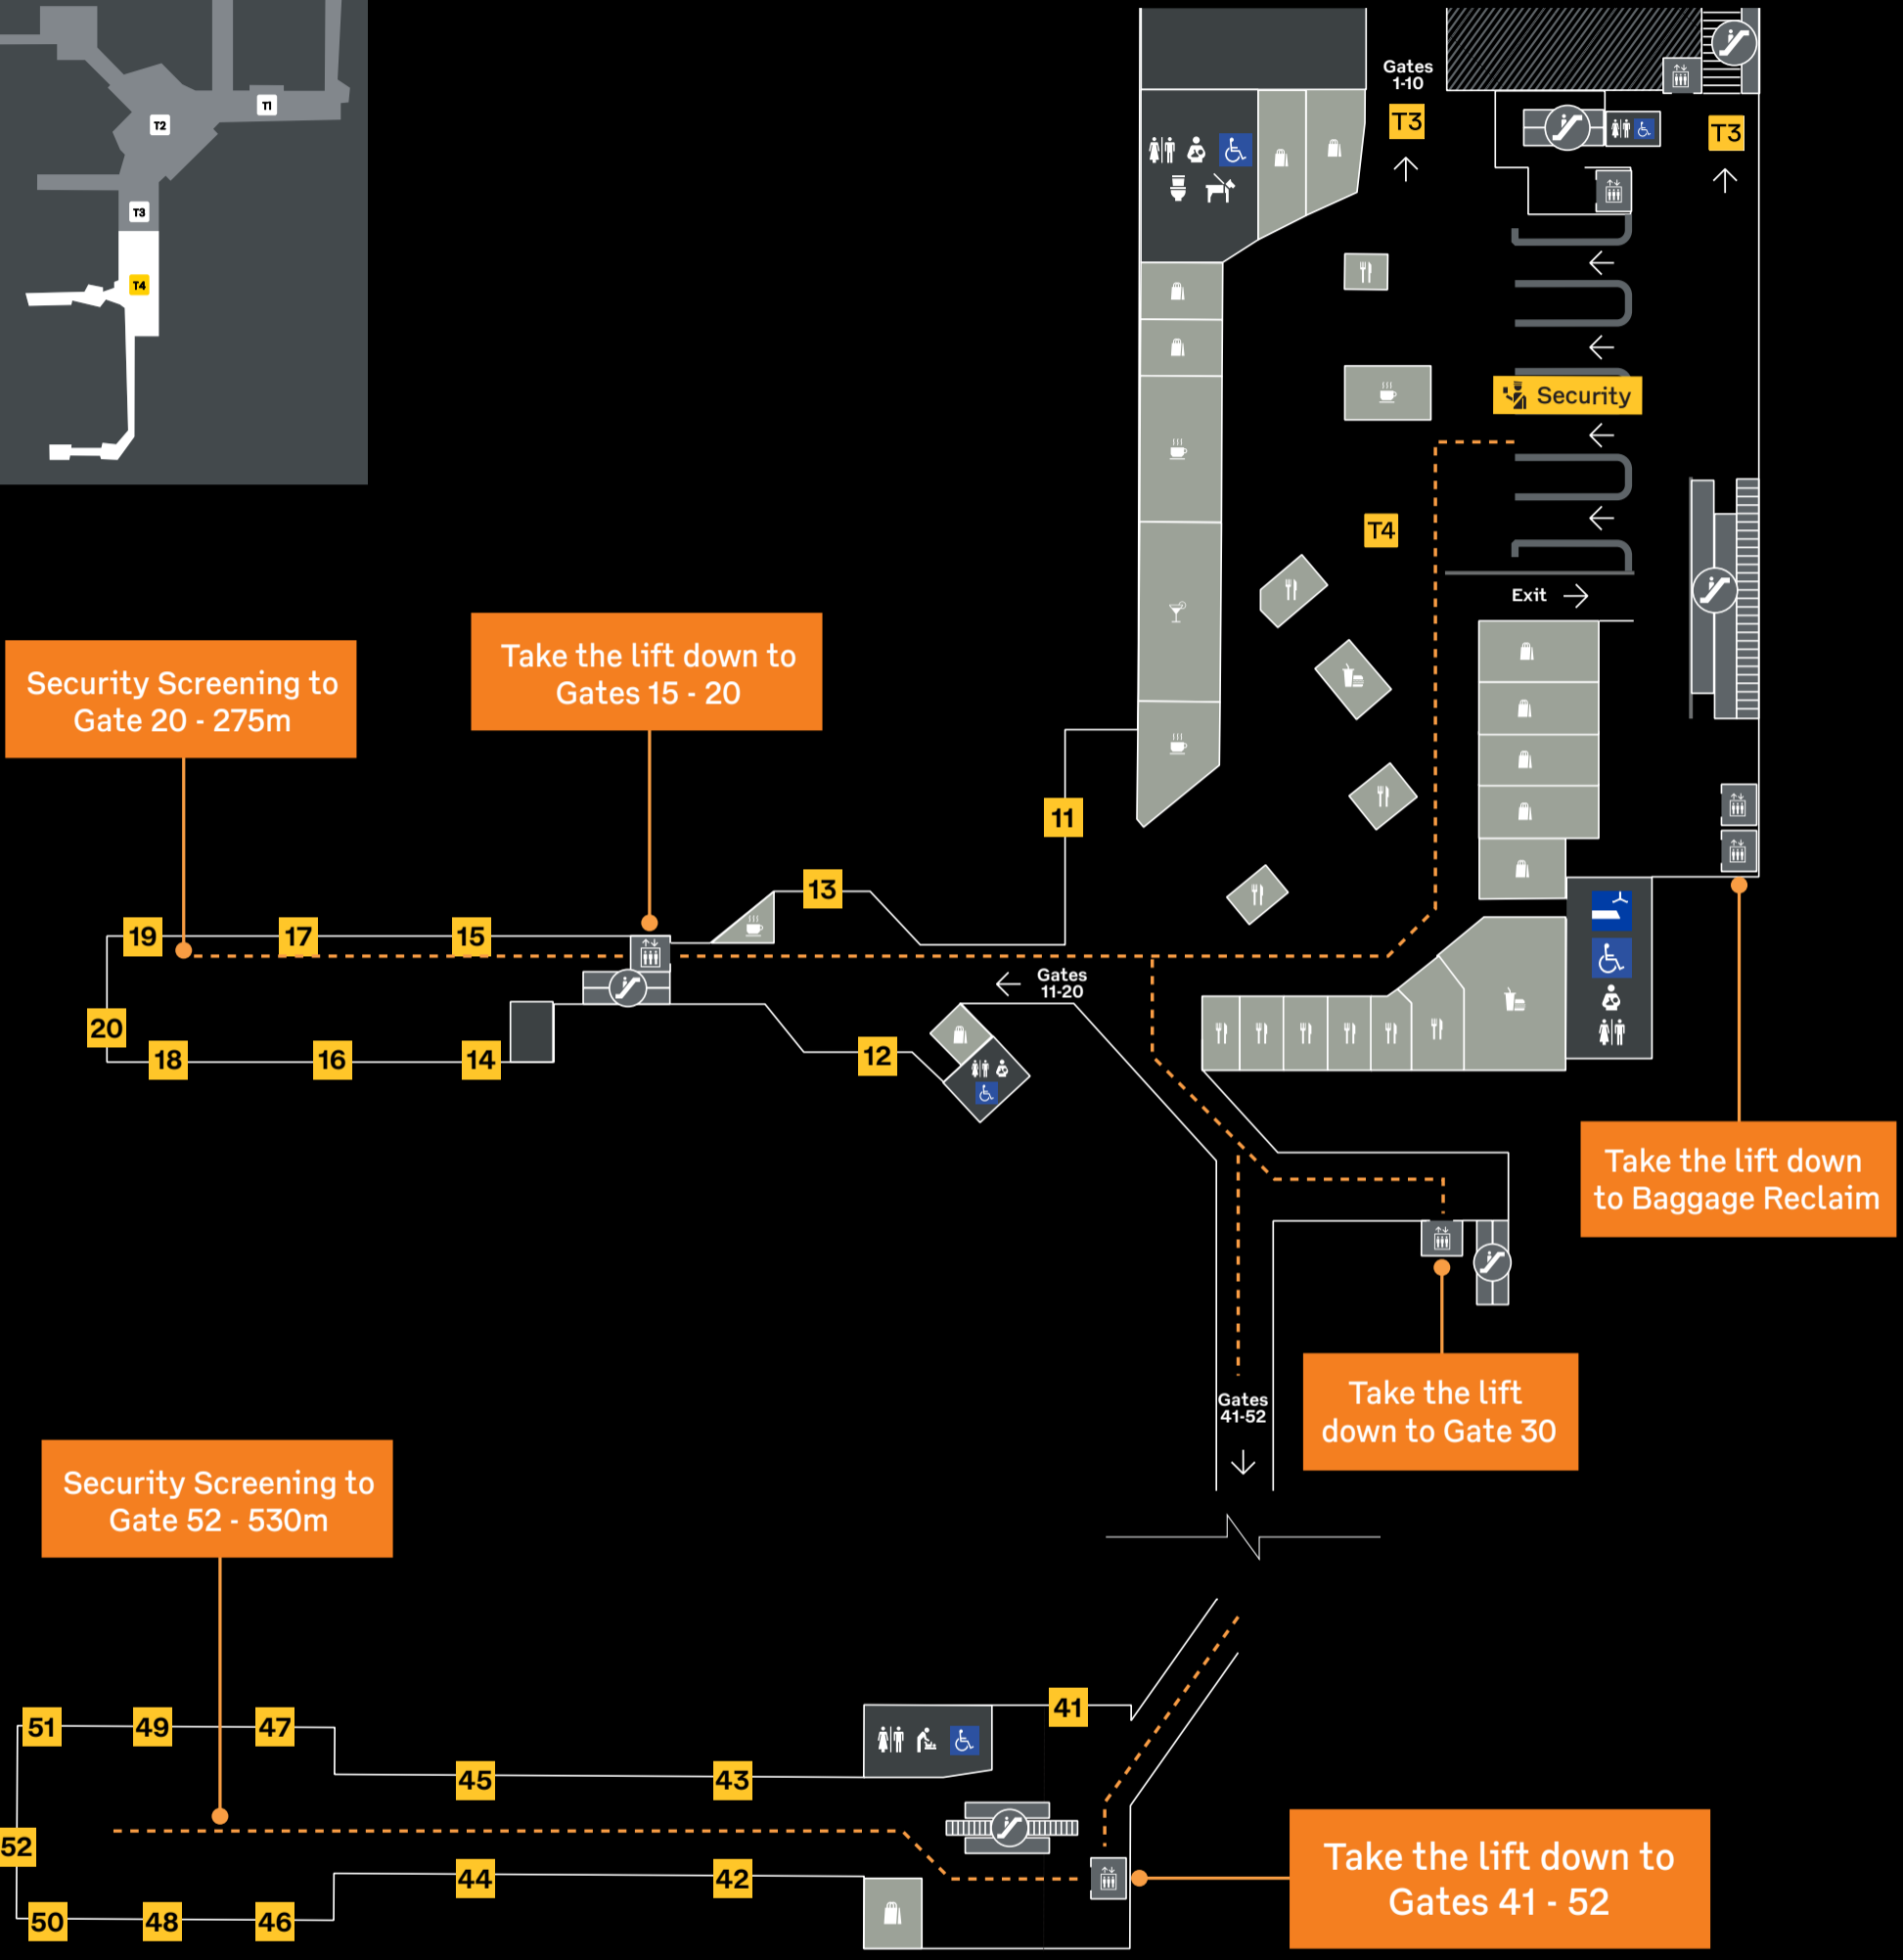 T1
T2
T3
T4
Gates
1-10
T3
T3
Security
T4
Exit
Security Screening to
Gate 20 - 275m
Take the lift down to
Gates 15 - 20
11
13
19
17
15
Gates
11-20
20
18
16
14
12
Take the lift down
to Baggage Reclaim
Gates
41-52
Take the lift
down to Gate 30
Security Screening to
Gate 52 - 530m
41
51
49
47
45
43
52
44
42
50
48
46
Take the lift down to
Gates 41 - 52